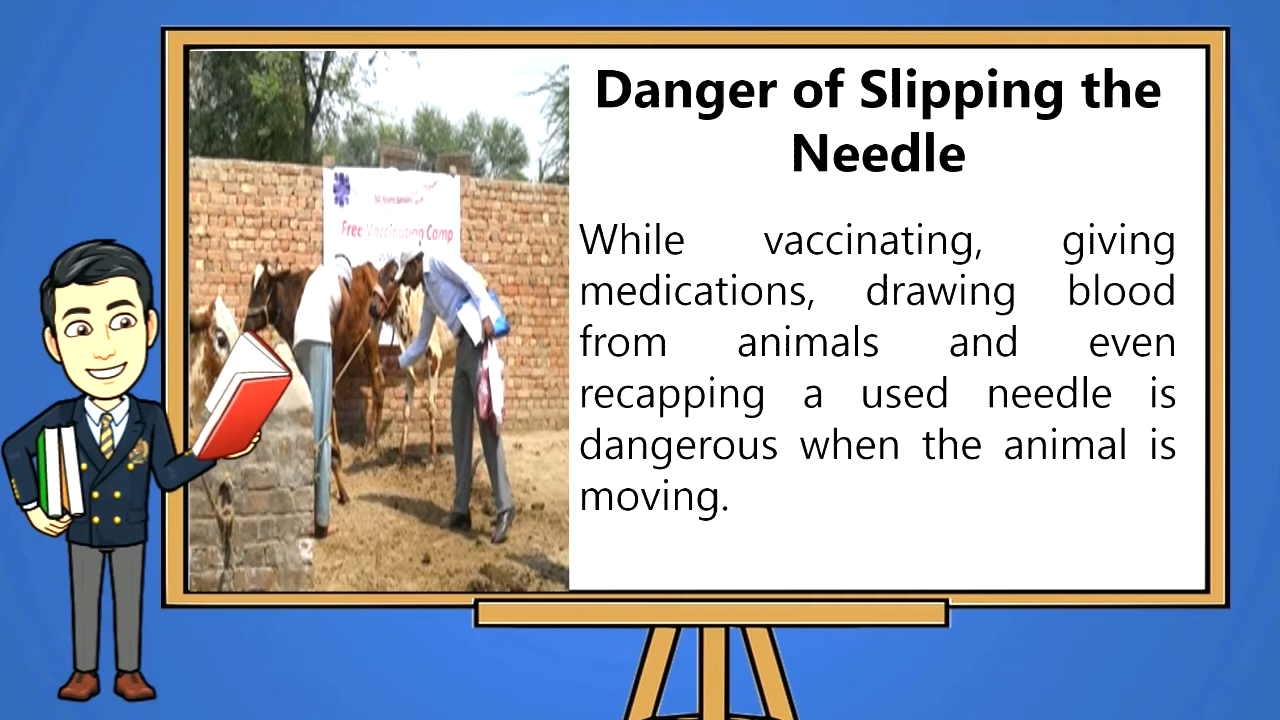 Danger of Slipping the
Needle
Free Vaccination Camp
While vaccinating, giving
medications, drawing blood
from animals and even
recapping a used needle is
dangerous when the animal is
moving.